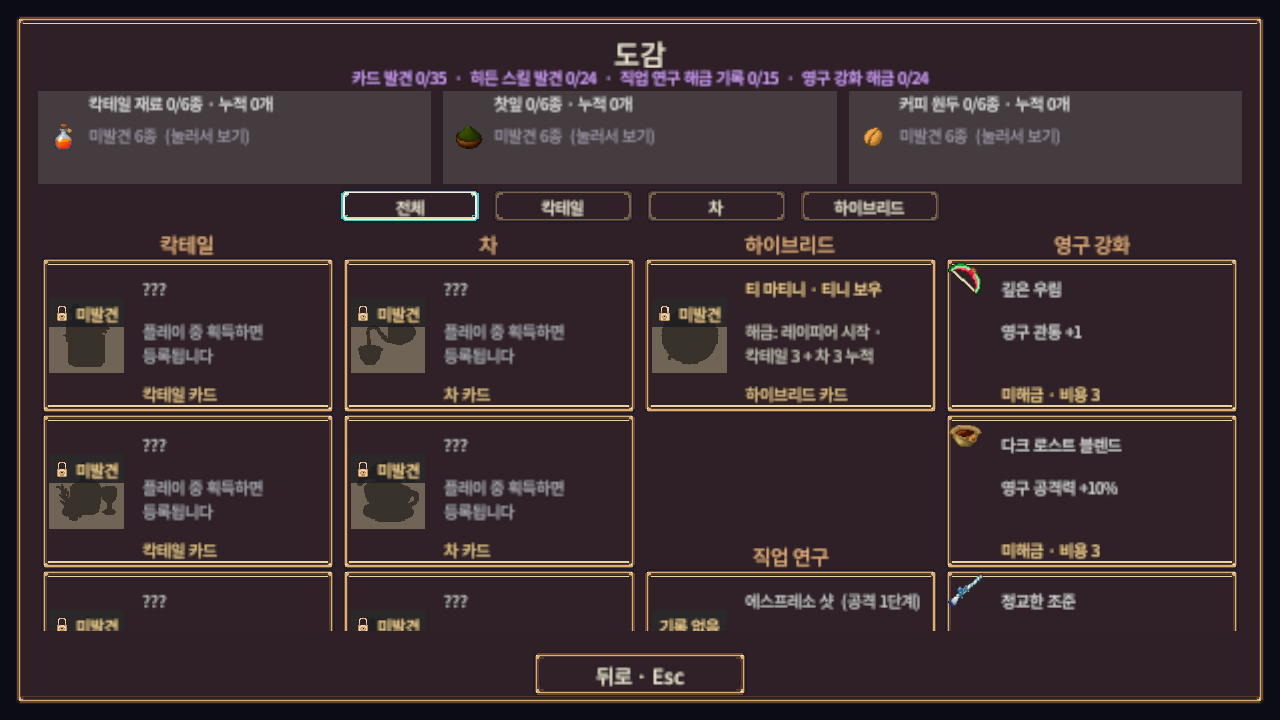 도감
카드 발견 0/35 · 히든 스킬 발견 0/24 · 직업 연구 해금 기록 0/15 · 영구 강화 해금 0/24
칵테일 재료 0/6종 · 누적 0개
미발견 6종 (눌러서 보기)
찻잎 0/6종 · 누적 0개
미발견 6종 (눌러서 보기)
커피 원두 0/6종 · 누적 0개
미발견 6종 (눌러서 보기)
전체
칵테일
차
하이브리드
칵테일
???
미발견
플레이 중 획득하면
등록됩니다
칵테일 카드
???
미발견
플레이 중 획득하면
등록됩니다
칵테일 카드
???
미발견
차
???
미발견
플레이 중 획득하면
등록됩니다
차 카드
???
미발견
플레이 중 획득하면
등록됩니다
차 카드
???
미발견
하이브리드
티 마티니 · 티니 보우
미발견
해금: 레이피어 시작 ·
칵테일 3 + 차 3 누적
하이브리드 카드
직업 연구
에스프레소 샷 (공격 1단계)
기록 없음
영구 강화
깊은 우림
영구 관통 +1
미해금 · 비용 3
다크 로스트 블렌드
영구 공격력 +10%
미해금 · 비용 3
정교한 조준
뒤로 · Esc